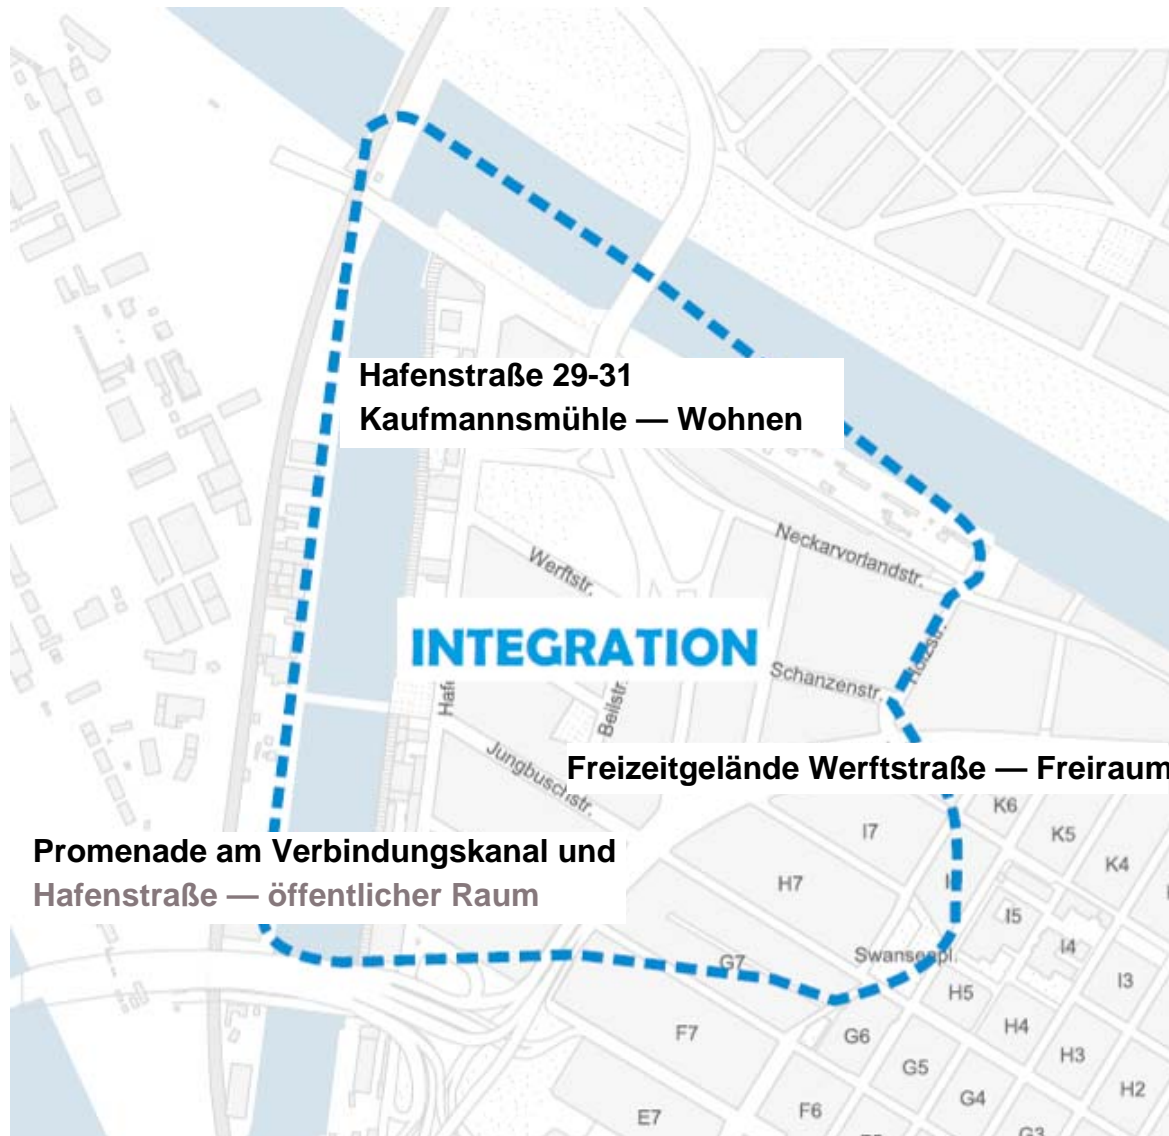 Hafenstraße 29-31
Kaufmannsmühle — Wohnen
Neckarvorlandstr.
Werftstr.
INTEGRATION
Holzstr.
Schanzenstr.
Hafe
Beilstr.
Jungbuschstr.
Freizeitgelände Werftstraße — Freiraum
K6
I7
K5
Promenade am Verbindungskanal und
K4
H7
Hafenstraße — öffentlicher Raum
I5
I4
Swanseapl.
G7
I3
H5
F7
H4
G6
H3
G5
H2
G4
F6
E7
G3